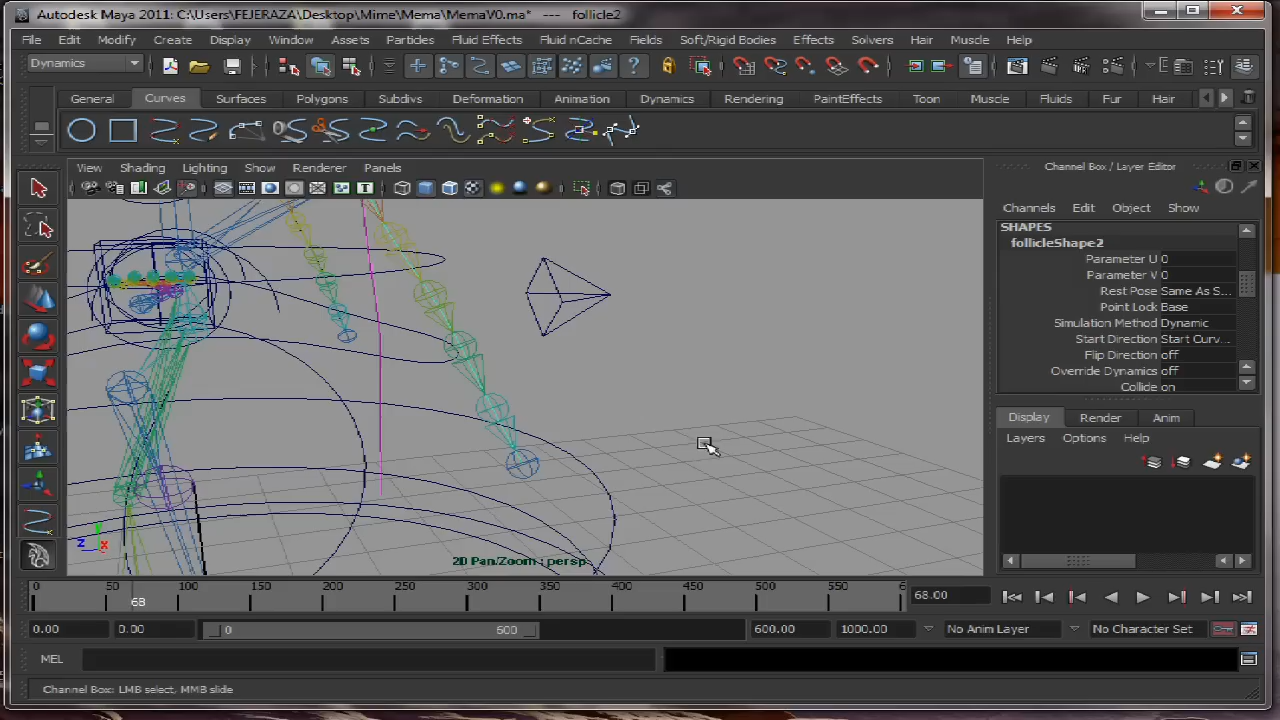 Autodesk Maya 2011: C:\Users\FEJERAZA\Desktop\Mime\Mema\MemaV0.ma* --- follicle2
File Edit Modify Create Display Window Assets Particles Fluid Effects Fluid nCache Fields Soft/Rigid Bodies Effects Solvers Hair Muscle Help
Dynamics
General Curves Surfaces Polygons Subdivs Deformation Animation Dynamics Rendering PaintEffects Toon Muscle Fluids Fur Hair
View Shading Lighting Show Renderer Panels
Channel Box / Layer Editor
Channels Edit Object Show
SHAPES
follicleShape2
Parameter U 0
Parameter V 0
Rest Pose Same As S...
Point Lock Base
Simulation Method Dynamic
Start Direction Start Curv...
Flip Direction off
Override Dynamics off
Collide on
Display Render Anim
Layers Options Help
z x
2D Pan/Zoom : persp
0 50 100 150 200 250 300 350 400 450 500 550 6
68
68.00
0.00 0.00 0 500 600.00 1000.00 No Anim Layer No Character Set
MEL
Channel Box: LMB select, MMB slide